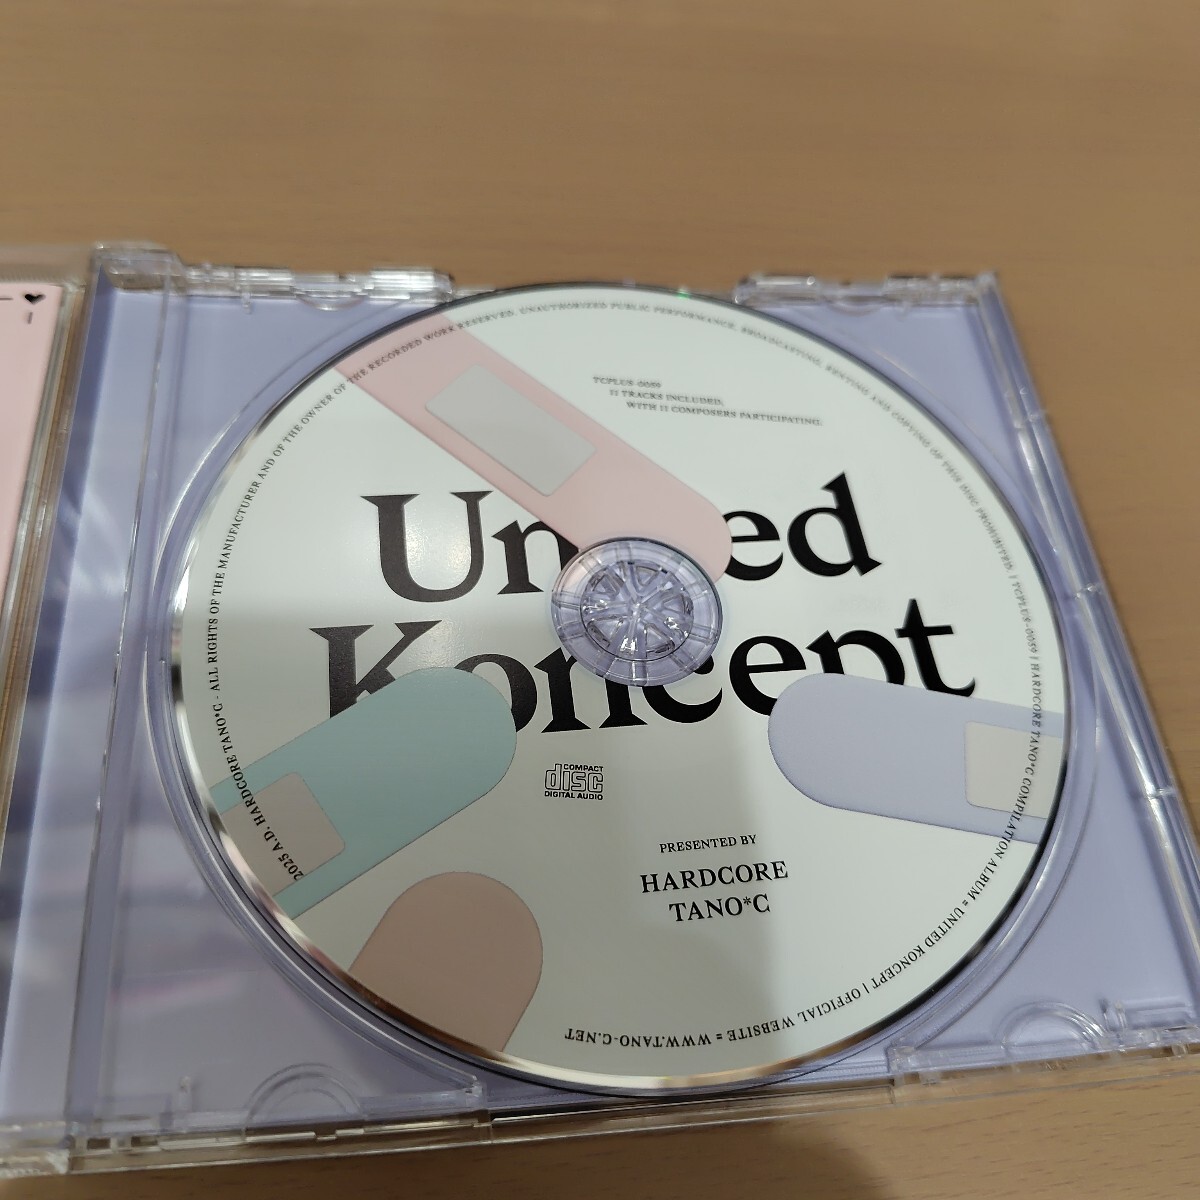 TCPLUS-0059
11 TRACKS INCLUDED,
WITH 11 COMPOSERS PARTICIPATING.
Un ed
Koncept
COMPACT
disc
DIGITAL AUDIO
PRESENTED BY
HARDCORE
TANO*C
2025 A.D. HARDCORE TANO*C - ALL RIGHTS OF THE MANUFACTURER AND OF THE OWNER OF THE RECORDED WORK RESERVED. UNAUTHORIZED PUBLIC PERFORMANCE, BROADCASTING, RENTING AND COPYING OF THIS DISC PROHIBITED. | TCPLUS-0059 | HARDCORE TANO*C COMPILATION ALBUM = UNITED KONCEPT | OFFICIAL WEBSITE = WWW.TANO-C.NET